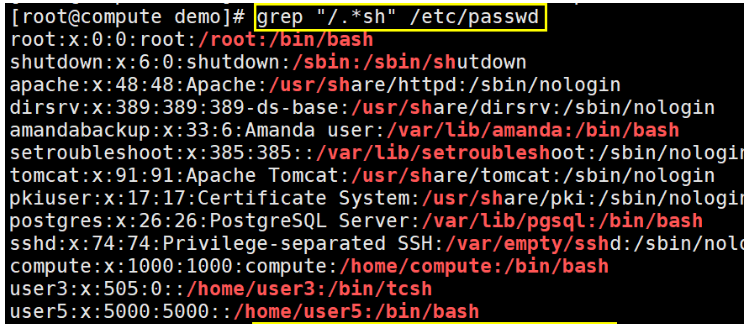 [root@compute demo]# grep "/.*sh" /etc/passwd
root:x:0:0:root:/root:/bin/bash
shutdown:x:6:0:shutdown:/sbin:/sbin/shutdown
apache:x:48:48:Apache:/usr/share/httpd:/sbin/nologin
dirsrv:x:389:389:389-ds-base:/usr/share/dirsrv:/sbin/nologin
amandabackup:x:33:6:Amanda user:/var/lib/amanda:/bin/bash
setroubleshoot:x:385:385::/var/lib/setroubleshoot:/sbin/nologin
tomcat:x:91:91:Apache Tomcat:/usr/share/tomcat:/sbin/nologin
pkiuser:x:17:17:Certificate System:/usr/share/pki:/sbin/nologin
postgres:x:26:26:PostgreSQL Server:/var/lib/pgsql:/bin/bash
sshd:x:74:74:Privilege-separated SSH:/var/empty/sshd:/sbin/nolo
compute:x:1000:1000:compute:/home/compute:/bin/bash
user3:x:505:0::/home/user3:/bin/tcsh
user5:x:5000:5000::/home/user5:/bin/bash